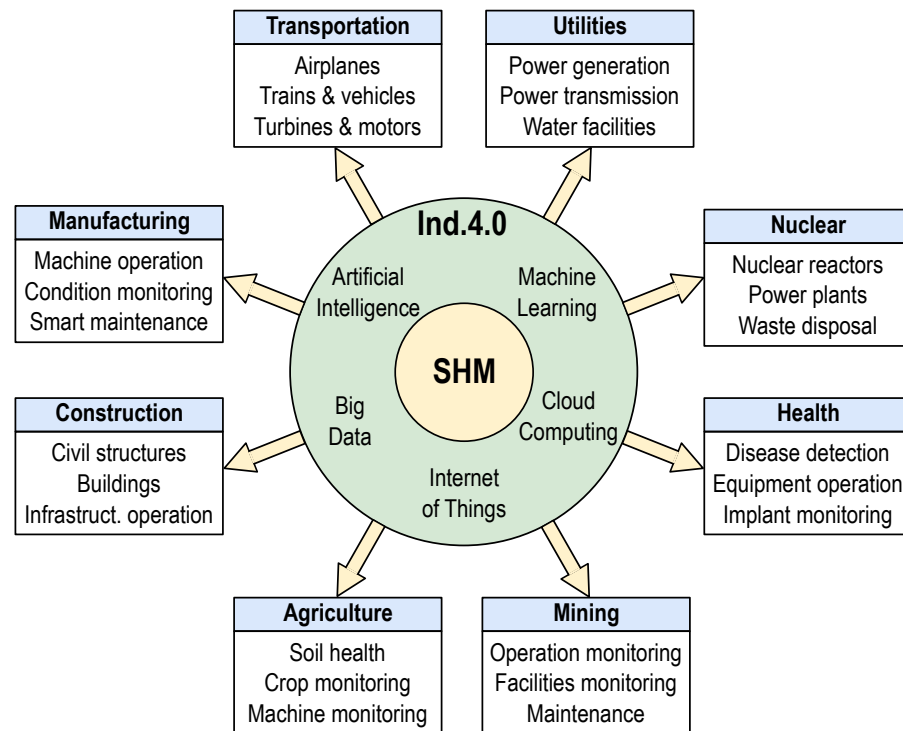 Transportation
Airplanes
Trains & vehicles
Turbines & motors
Utilities
Power generation
Power transmission
Water facilities
Manufacturing
Machine operation
Condition monitoring
Smart maintenance
Ind.4.0
Artificial
Intelligence
Machine
Learning
SHM
Big
Data
Cloud
Computing
Internet
of Things
Nuclear
Nuclear reactors
Power plants
Waste disposal
Construction
Civil structures
Buildings
Infrastruct. operation
Health
Disease detection
Equipment operation
Implant monitoring
Agriculture
Soil health
Crop monitoring
Machine monitoring
Mining
Operation monitoring
Facilities monitoring
Maintenance